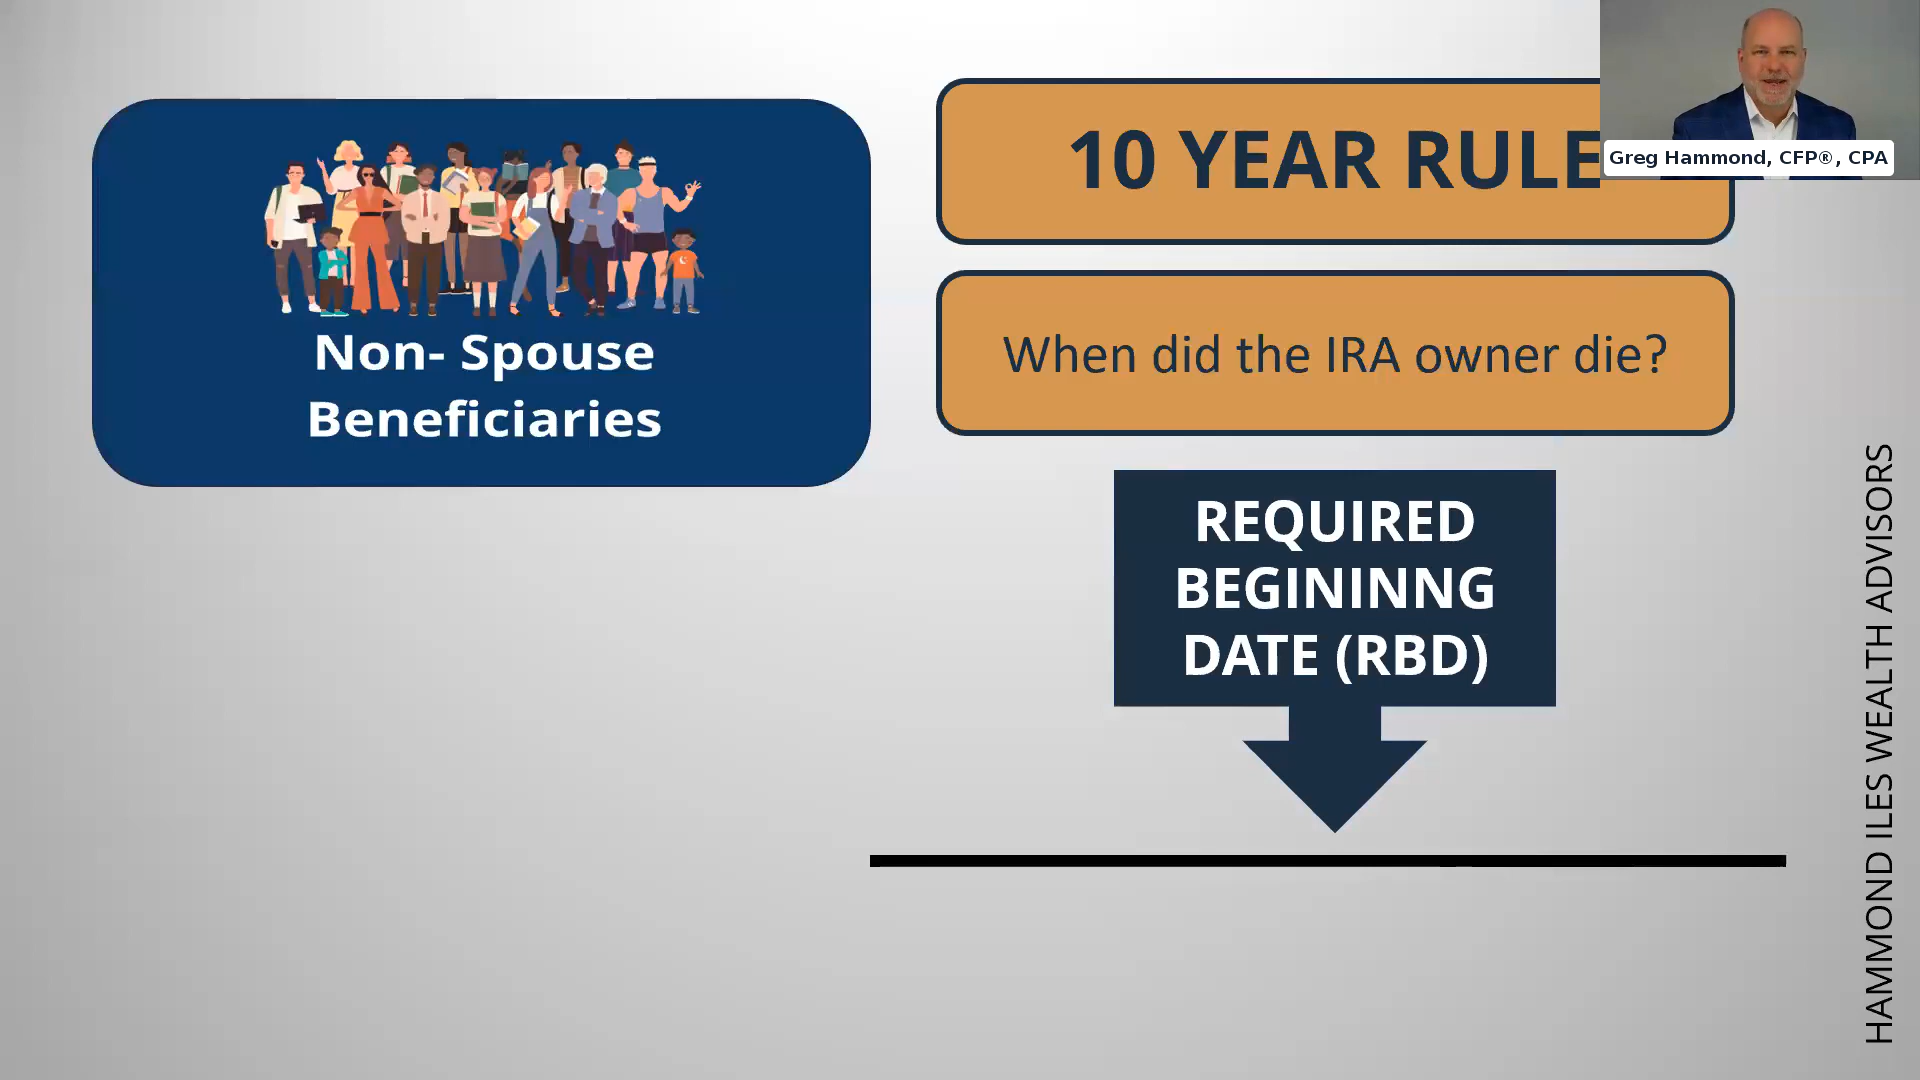 10 YEAR RULE
Greg Hammond, CFP®, CPA
Non- Spouse
Beneficiaries
When did the IRA owner die?
REQUIRED
BEGININNG
DATE (RBD)
HAMMOND ILES WEALTH ADVISORS